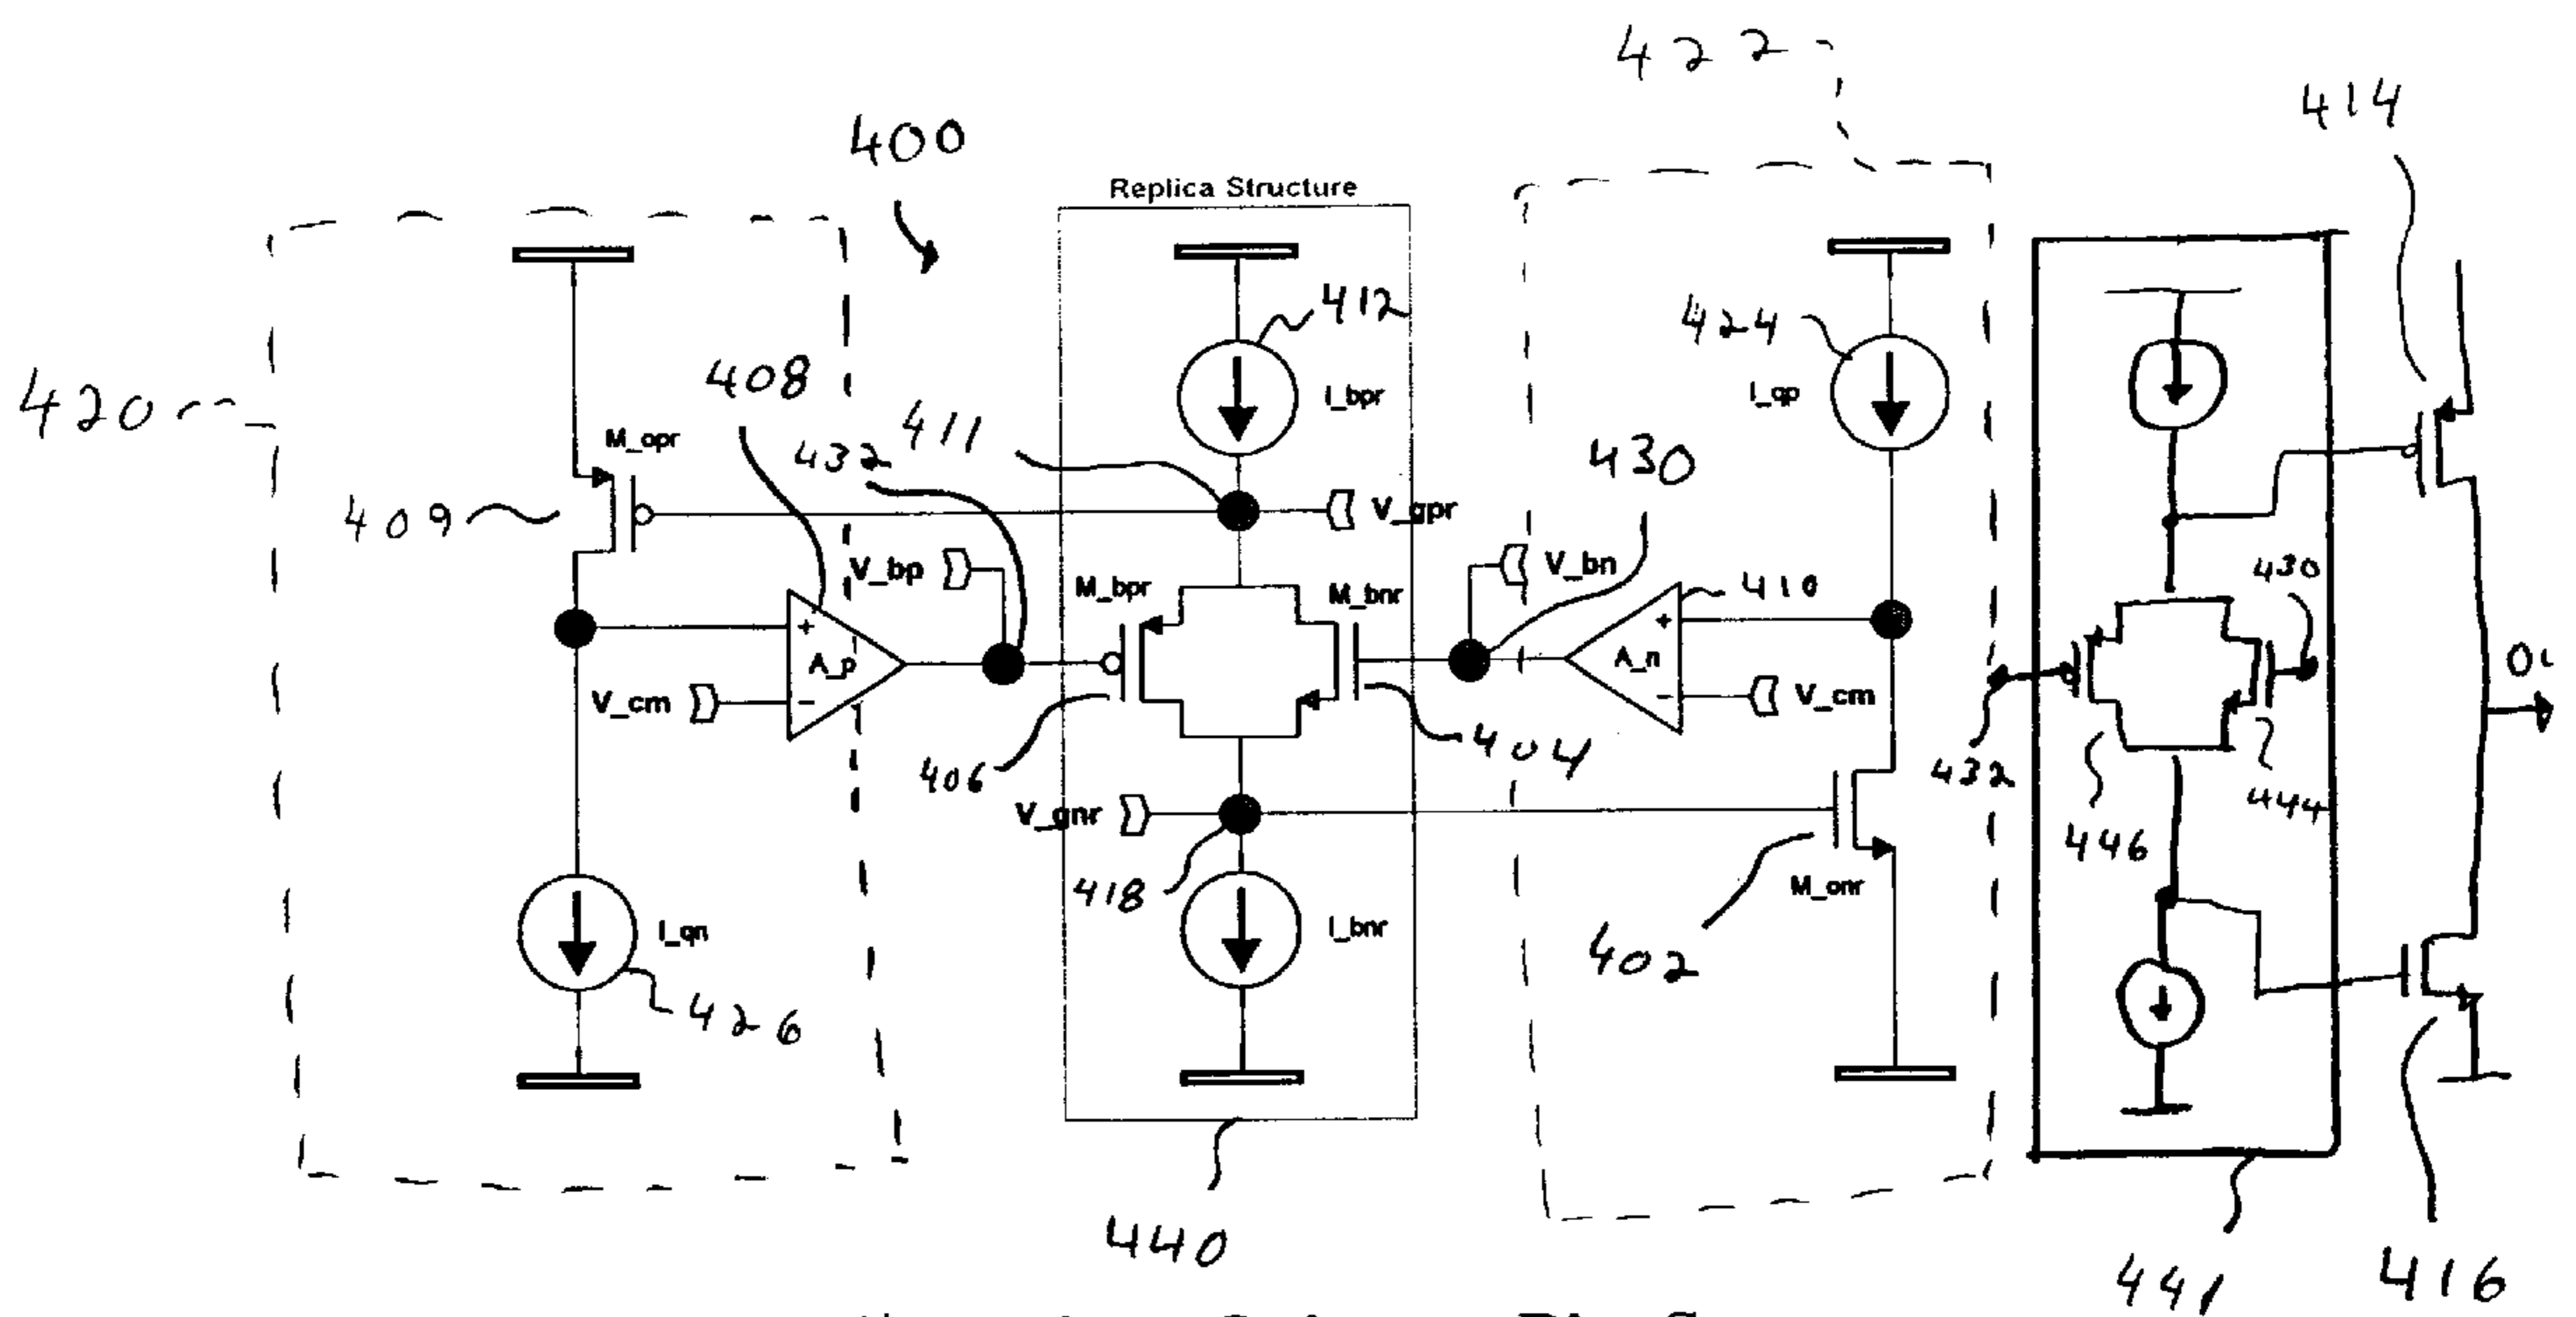 422
414
400
Replica Structure
412
424
I_bpr
I_qp
408
420
411
M_opr
432
430
409
V_gpr
V_bp
V_bn
430
M_bpr
M_bnr
410
+
A_p
−
+
A_n
−
V_cm
V_cm
432
406
404
444
446
V_gnr
418
M_onr
402
I_qn
I_bnr
426
440
441
416